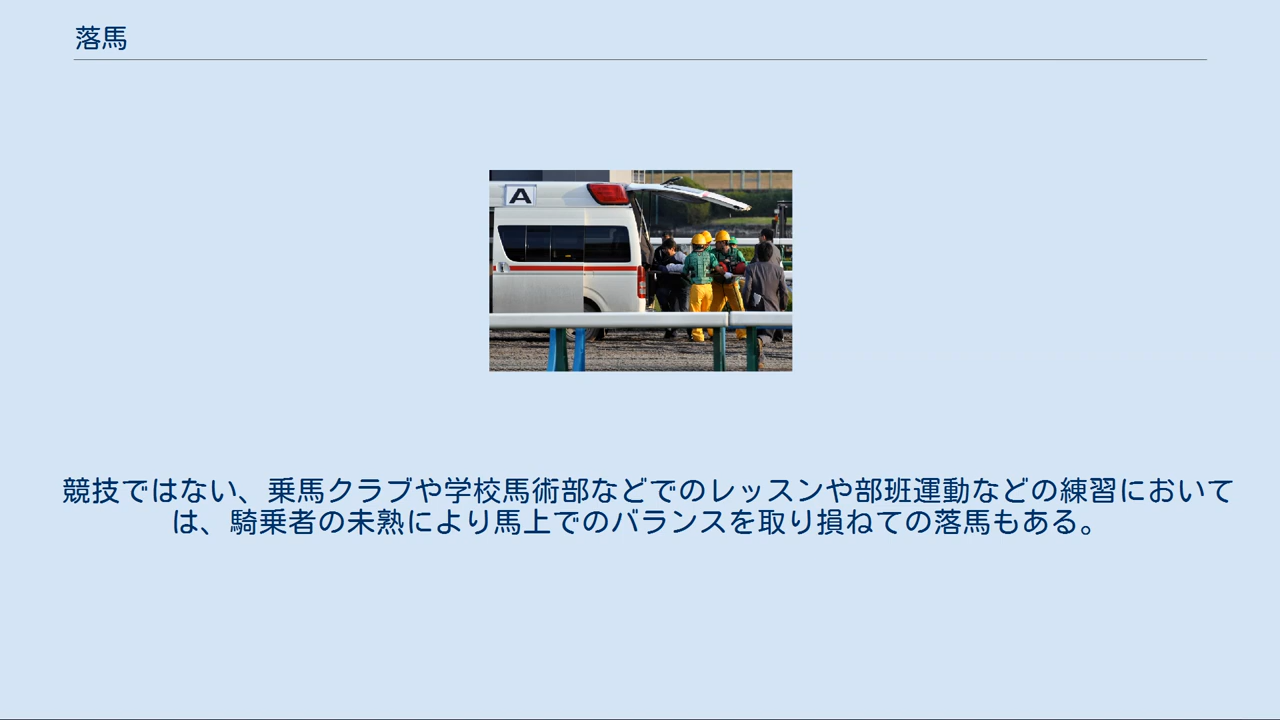 落馬
A
競技ではない、乗馬クラブや学校馬術部などでのレッスンや部班運動などの練習において
は、騎乗者の未熟により馬上でのバランスを取り損ねての落馬もある。